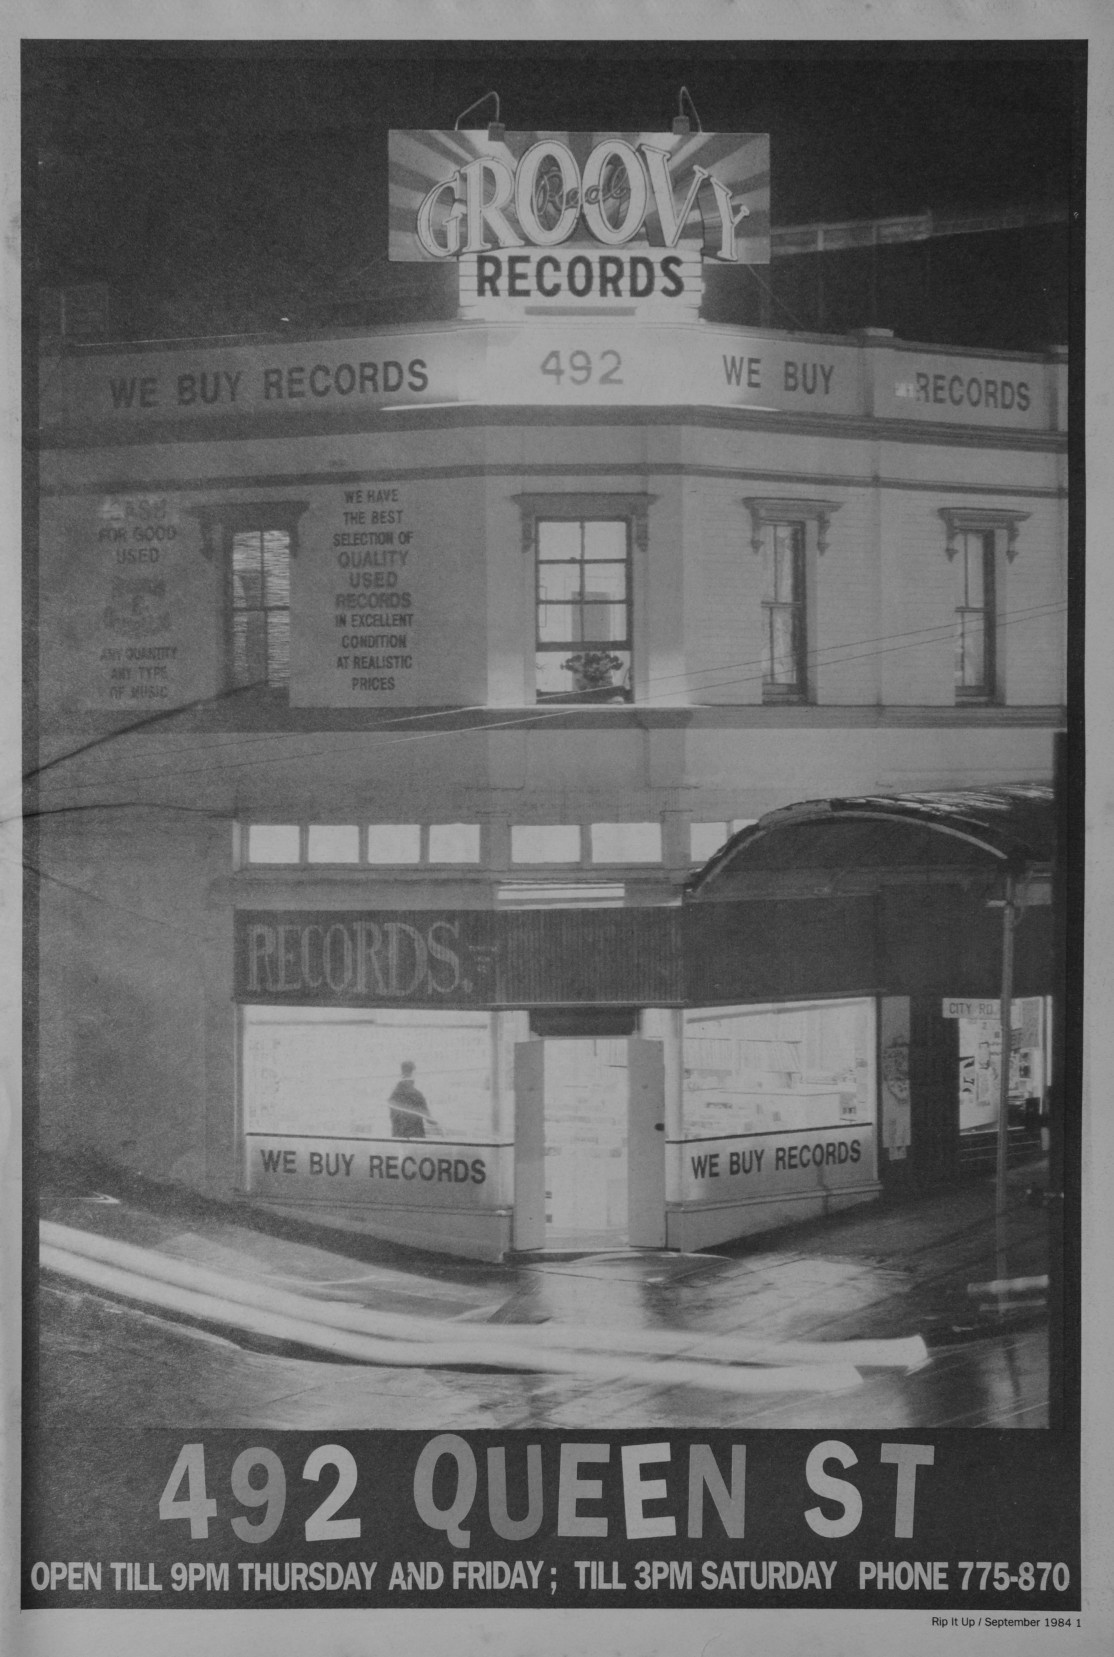 GROOVY
Real
RECORDS
WE BUY RECORDS
492
WE BUY
RECORDS
CASH
FOR GOOD
USED
ANY QUANTITY
ANY TYPE
OF MUSIC
WE HAVE
THE BEST
SELECTION OF
QUALITY
USED
RECORDS
IN EXCELLENT
CONDITION
AT REALISTIC
PRICES
RECORDS.
CITY RD.
WE BUY RECORDS
WE BUY RECORDS
492 QUEEN ST
OPEN TILL 9PM THURSDAY AND FRIDAY; TILL 3PM SATURDAY PHONE 775-870
Rip It Up / September 1984 1